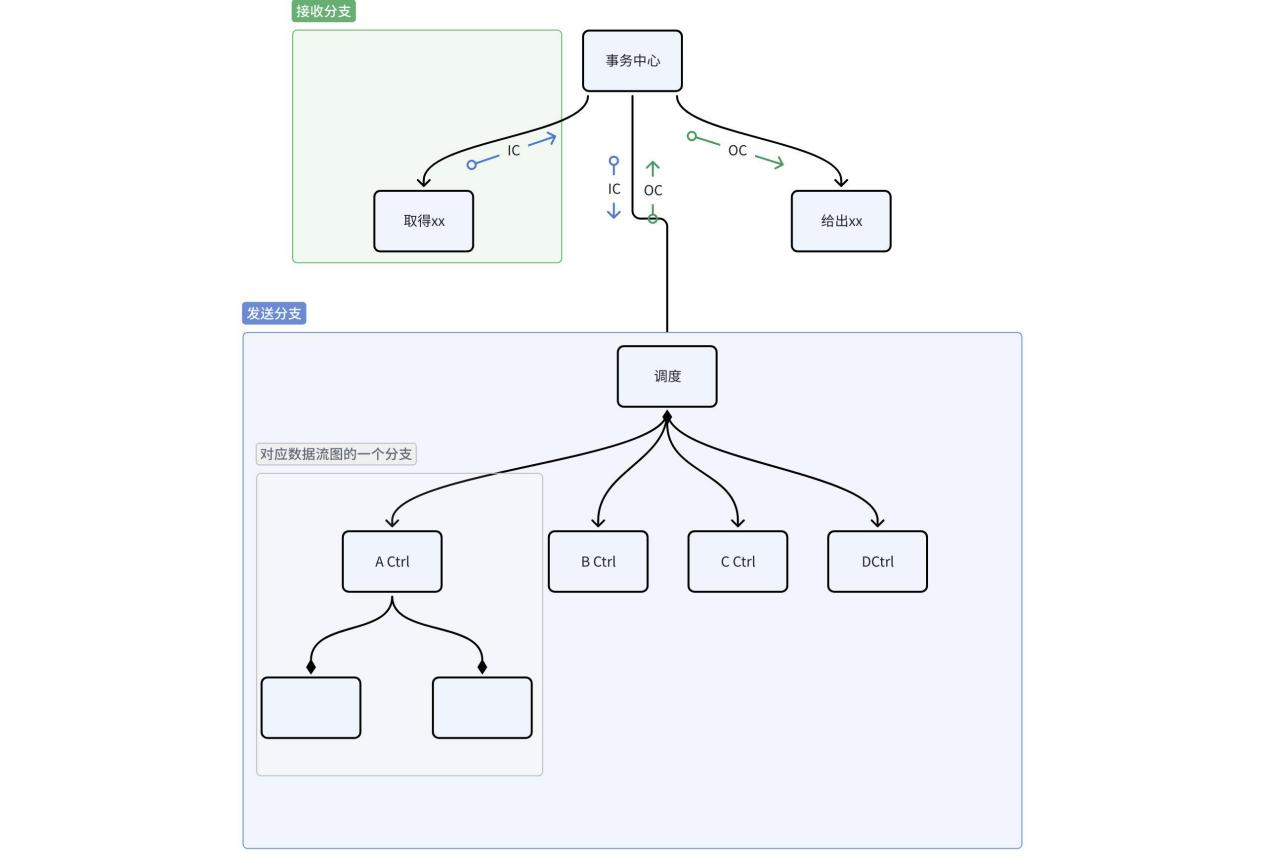 接收分支
事务中心
IC
OC
IC
OC
取得xx
给出xx
发送分支
调度
对应数据流图的一个分支
A Ctrl
B Ctrl
C Ctrl
DCtrl